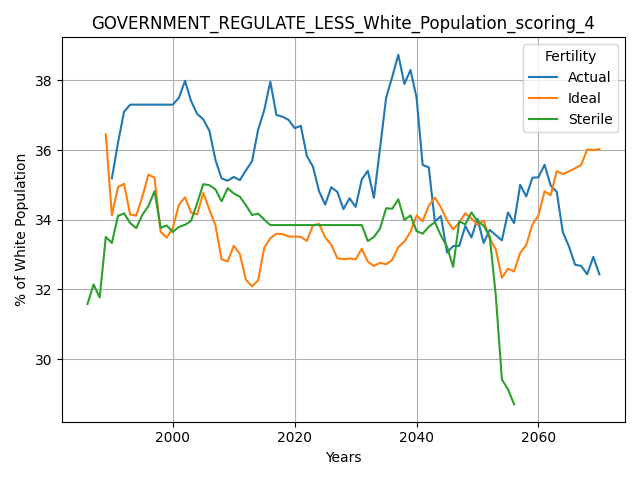 GOVERNMENT_REGULATE_LESS_White_Population_scoring_4
% of White Population
38
36
34
32
30
Fertility
Actual
Ideal
Sterile
2000
2020
2040
2060
Years